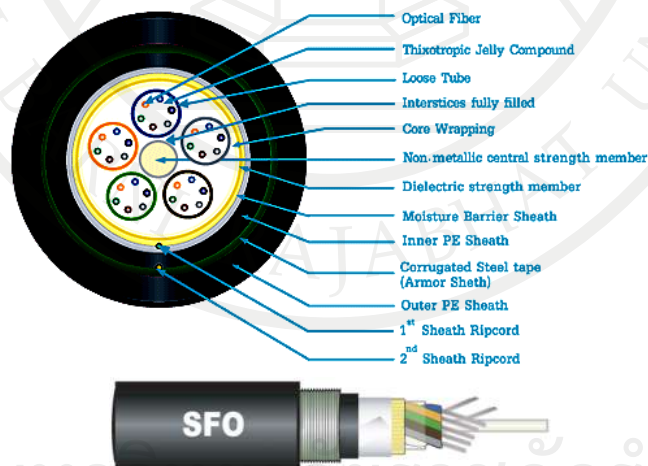 Optical Fiber
Thixotropic Jelly Compound
Loose Tube
Interstices fully filled
Core Wrapping
Non-metallic central strength member
Dielectric strength member
Moisture Barrier Sheath
Inner PE Sheath
Corrugated Steel tape
(Armor Sheth)
Outer PE Sheath
1st Sheath Ripcord
2nd Sheath Ripcord
SFO
RAJABHAT